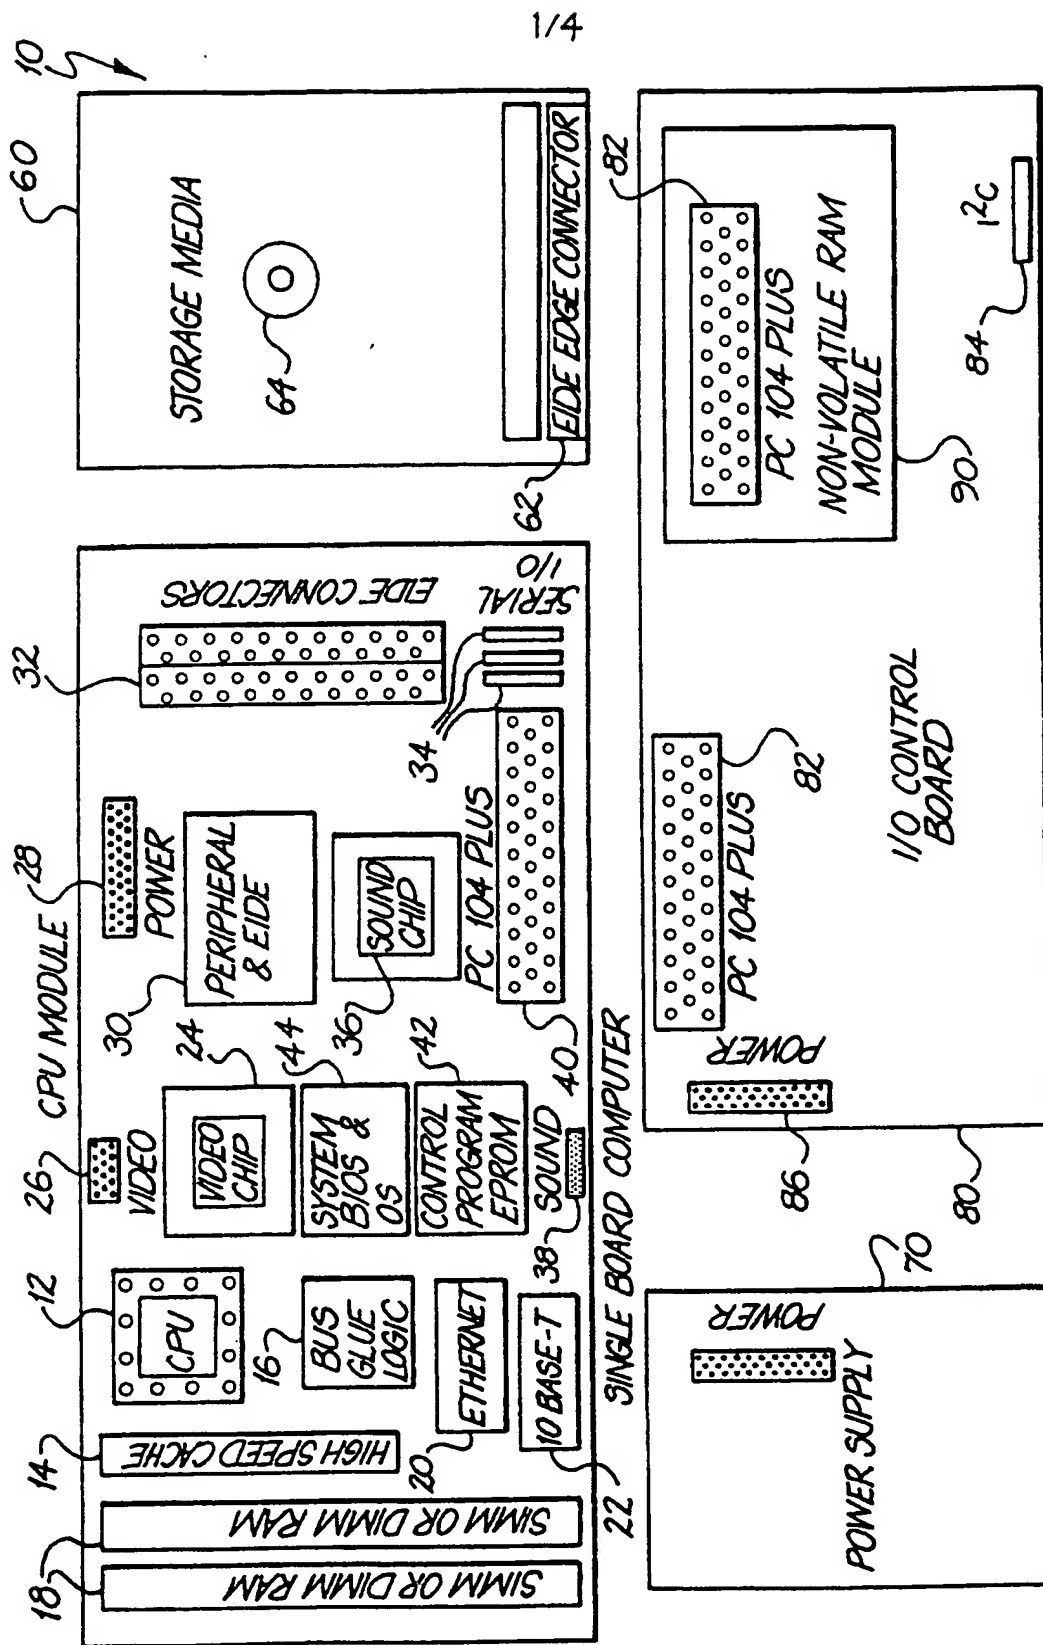 1/4
10
60
STORAGE MEDIA
64
EIDE EDGE CONNECTOR
62
CPU MODULE
18
14
12
26
28
32
SIMM OR DIMM RAM
SIMM OR DIMM RAM
HIGH SPEED CACHE
CPU
VIDEO
POWER
EIDE CONNECTORS
16
BUS
GLUE
LOGIC
24
VIDEO
CHIP
30
PERIPHERAL
& EIDE
44
SYSTEM
BIOS &
OS
36
SOUND
CHIP
34
SERIAL
I/O
20
ETHERNET
42
CONTROL
PROGRAM
EPROM
PC 104 PLUS
22
10 BASE-T
38
SOUND
40
SINGLE BOARD COMPUTER
POWER SUPPLY
POWER
70
80
86
POWER
PC 104 PLUS
82
I/O CONTROL
BOARD
82
PC 104 PLUS
NON-VOLATILE RAM
MODULE
90
84
I²C